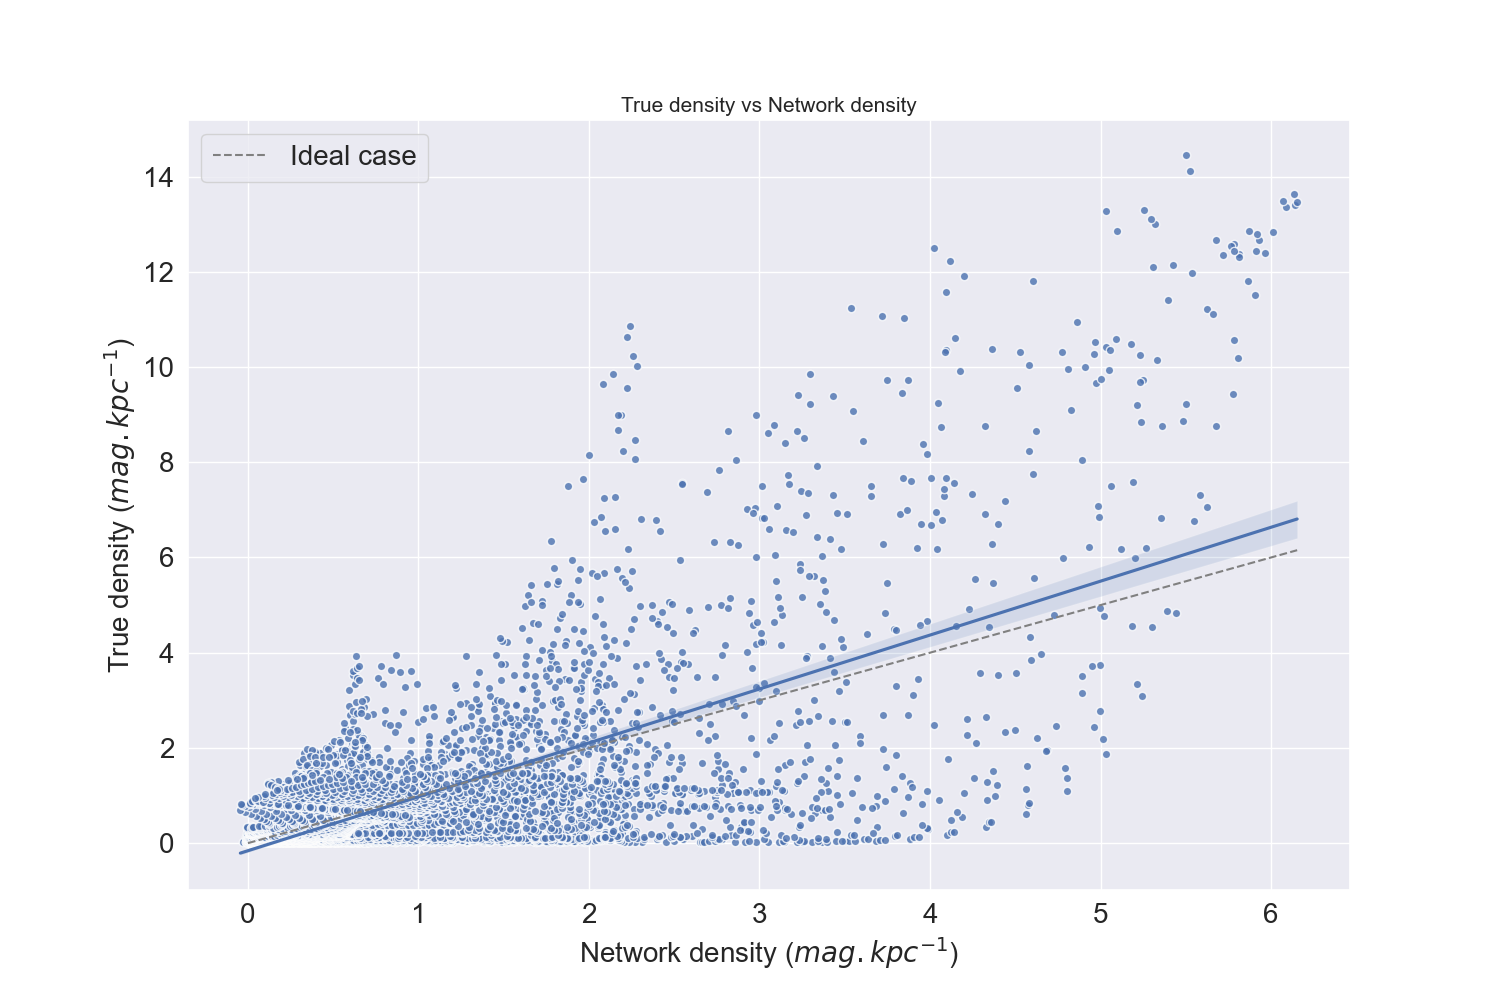 True density vs Network density
Ideal case
14
12
10
8
6
4
2
0
True density (mag. kpc⁻¹)
0 1 2 3 4 5 6
Network density (mag. kpc⁻¹)